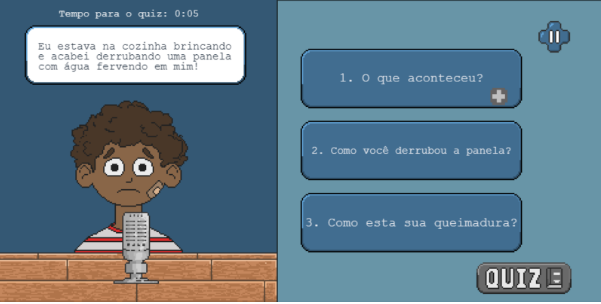 Tempo para o quiz: 0:05
Eu estava na cozinha brincando
e acabei derrubando uma panela
com água fervendo em mim!
1. O que aconteceu?
2. Como você derrubou a panela?
3. Como esta sua queimadura?
QUIZ